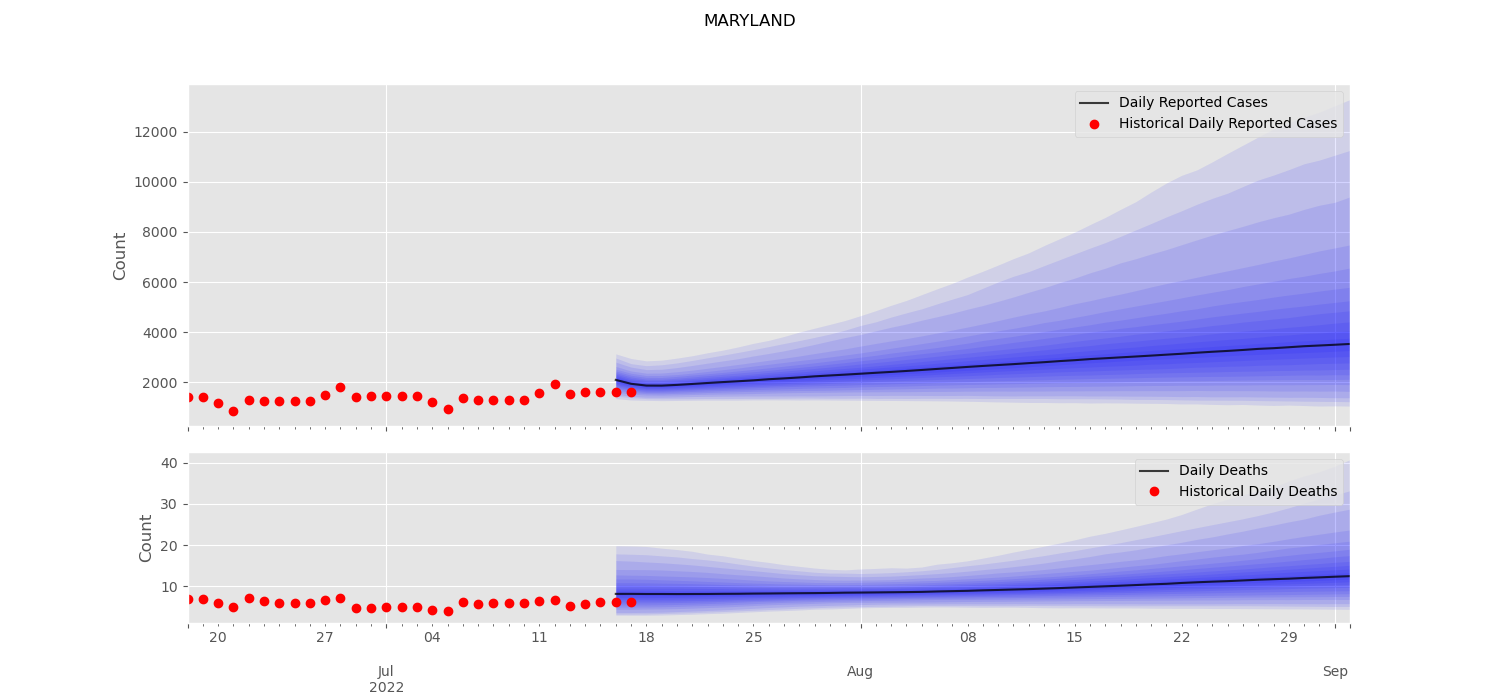 MARYLAND
Daily Reported Cases
Historical Daily Reported Cases
12000
10000
8000
6000
4000
2000
Count
Daily Deaths
Historical Daily Deaths
40
30
20
10
Count
20 27 04 11 18 25 08 15 22 29
Jul Aug Sep
2022